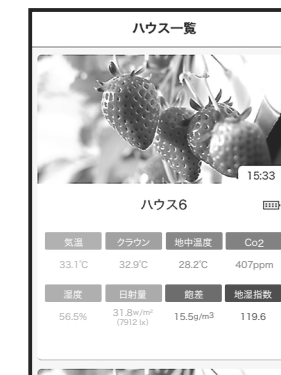 ハウス一覧
15:33
ハウス6
気温 クラウン 地中温度 Co2
33.1℃ 32.9℃ 28.2℃ 407ppm
湿度 日射量 飽差 地湿指数
56.5% 31.8w/m² 15.5g/m3 119.6
(7912 lx)